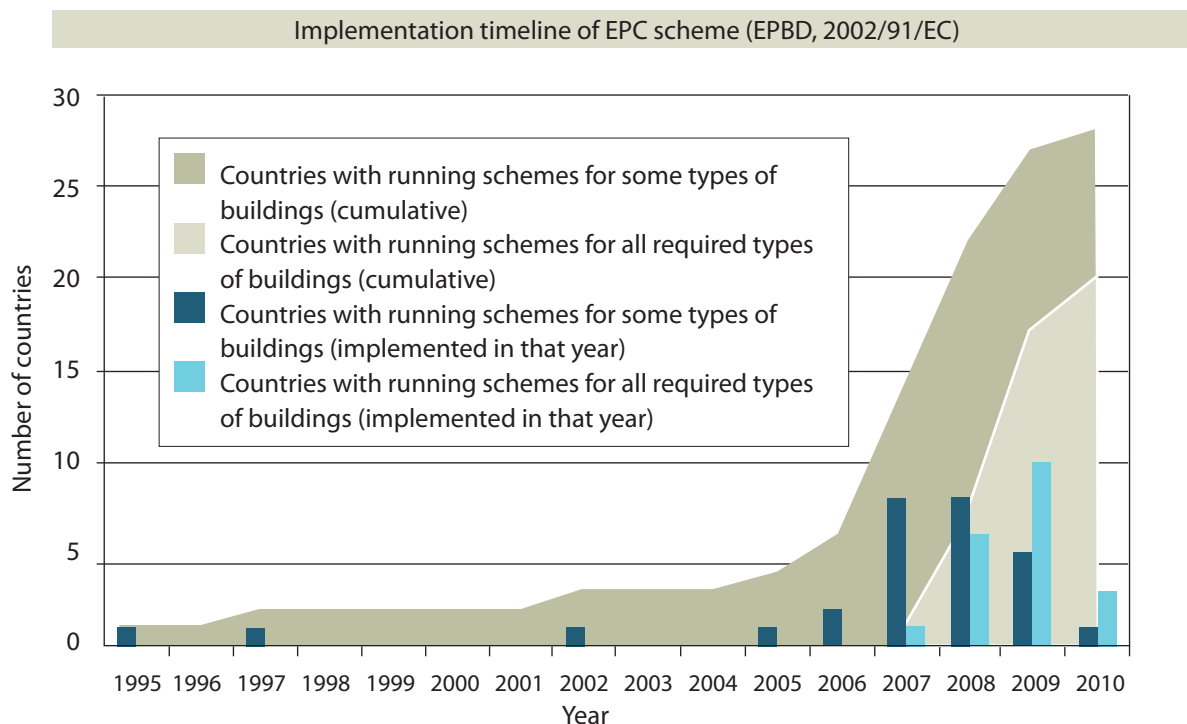 Implementation timeline of EPC scheme (EPBD, 2002/91/EC)
30
25
20
15
10
5
0
Number of countries
Countries with running schemes for some types of
buildings (cumulative)
Countries with running schemes for all required types
of buildings (cumulative)
Countries with running schemes for some types of
buildings (implemented in that year)
Countries with running schemes for all required types
of buildings (implemented in that year)
1995 1996 1997 1998 1999 2000 2001 2002 2003 2004 2005 2006 2007 2008 2009 2010
Year